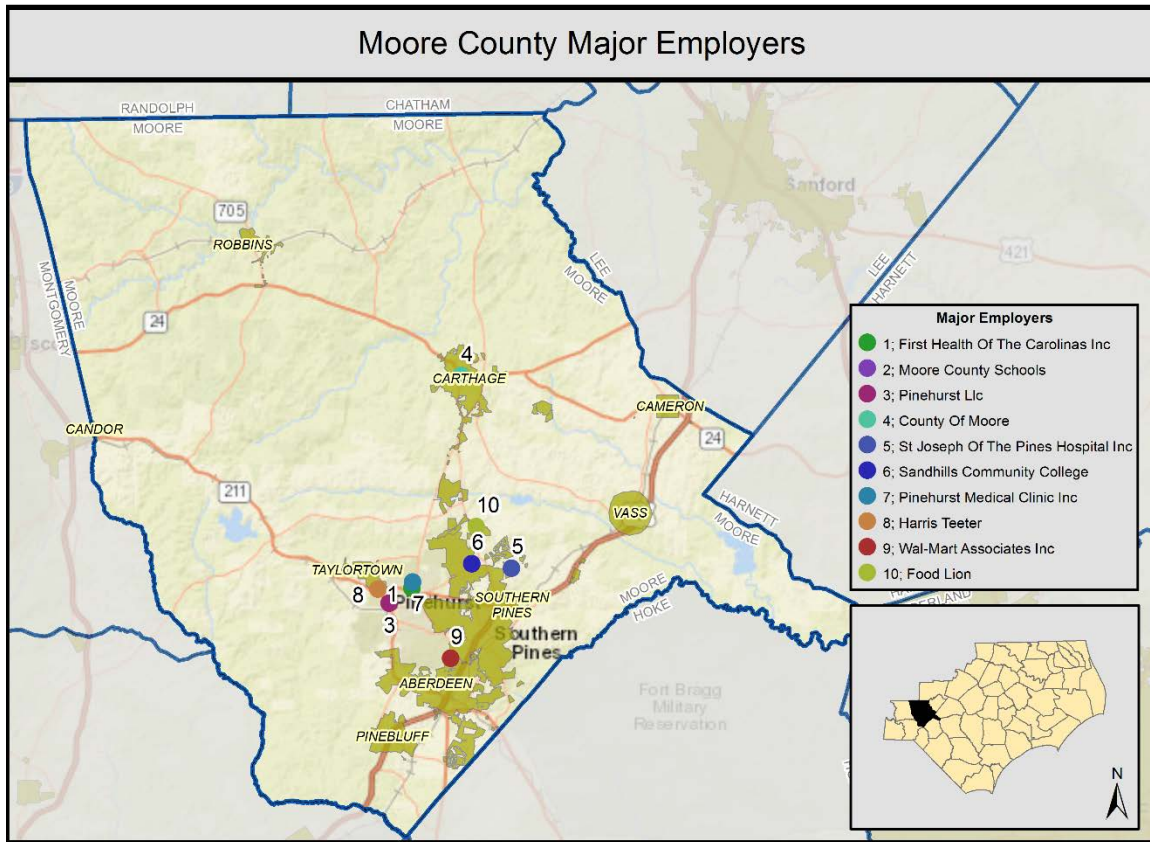 Moore County Major Employers
RANDOLPH
MOORE
CHATHAM
MOORE
Sanford
705
ROBBINS
421
LEE
MOORE
LEE
HARNETT
MOORE
MONTGOMERY
24
4
CARTHAGE
CAMERON
24
CANDOR
211
HARNETT
MOORE
VASS
10
6
5
TAYLORTOWN
8
1
Pinehurst
7
3
SOUTHERN
PINES
MOORE
HOKE
Southern
Pines
9
ABERDEEN
PINEBLUFF
Fort Bragg
Military
Reservation
Major Employers
1; First Health Of The Carolinas Inc
2; Moore County Schools
3; Pinehurst Llc
4; County Of Moore
5; St Joseph Of The Pines Hospital Inc
6; Sandhills Community College
7; Pinehurst Medical Clinic Inc
8; Harris Teeter
9; Wal-Mart Associates Inc
10; Food Lion
N